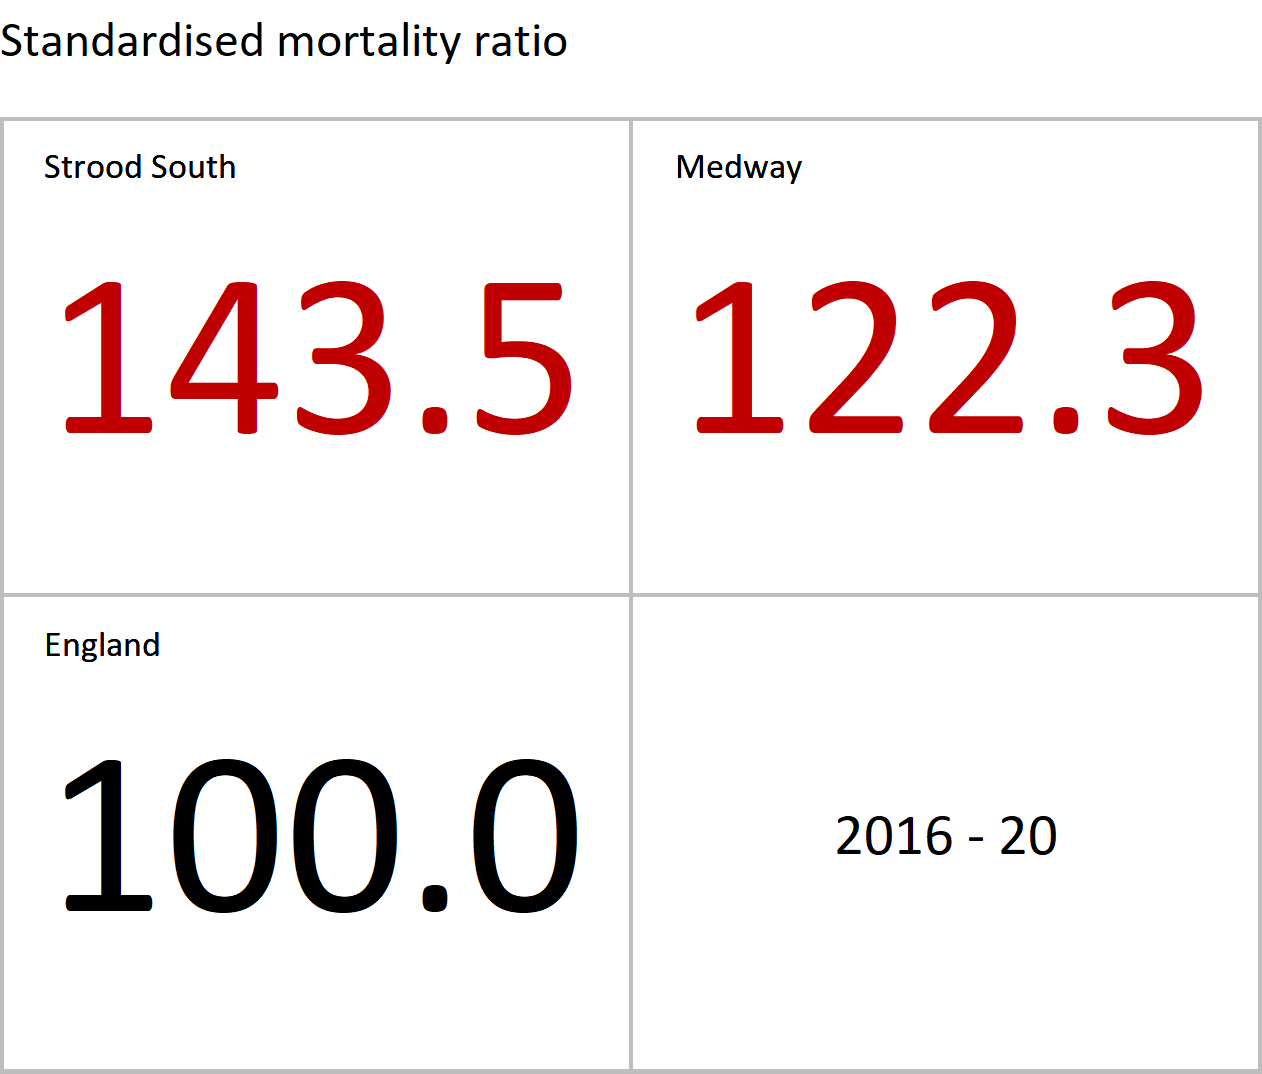 Standardised mortality ratio
Strood South
143.5
Medway
122.3
England
100.0
2016 - 20